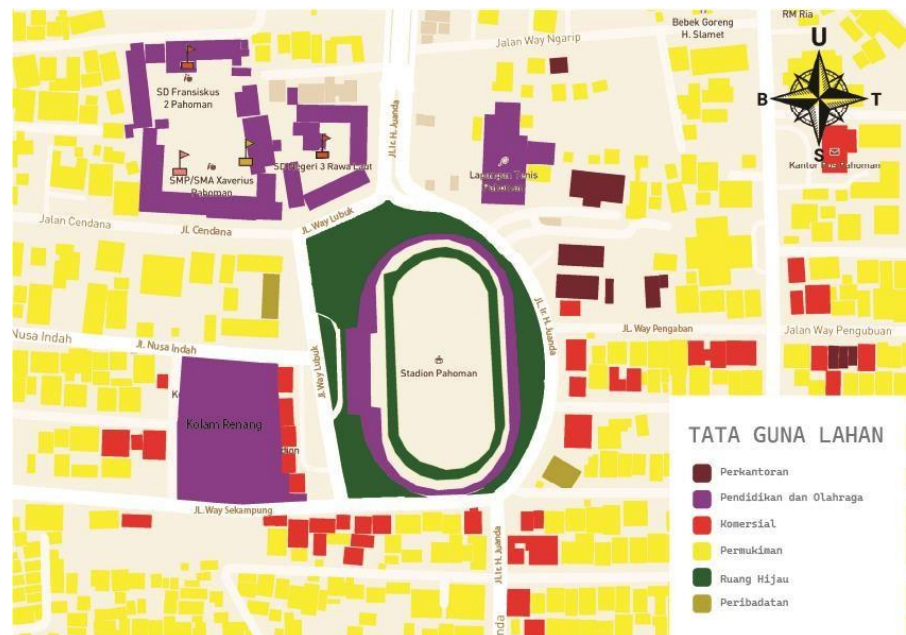 RM Ria
Bebek Goreng
H. Slamet
U
B
T
S
Jalan Way Ngarip
JL.Ir. H. Juanda
SD Fransiskus
2 Pahoman
SMP/SMA Xaverius
Pahoman
SD Negeri 3 Rawa Laut
Lapangan Tenis
Pahoman
Kantor Pos Pahoman
Jalan Cendana
JL Cendana
JL. Way Lubuk
JL.Ir. H. Juanda
JL. Way Pengaban
Jalan Way Pengubuan
Nusa Indah
JL. Nusa Indah
JL. Way Lubuk
Stadion Pahoman
Kolam Renang
JL. Way Sekampung
JL.Ir. H. Juanda
nda
TATA GUNA LAHAN
Perkantoran
Pendidikan dan Olahraga
Komersial
Permukiman
Ruang Hijau
Peribadatan